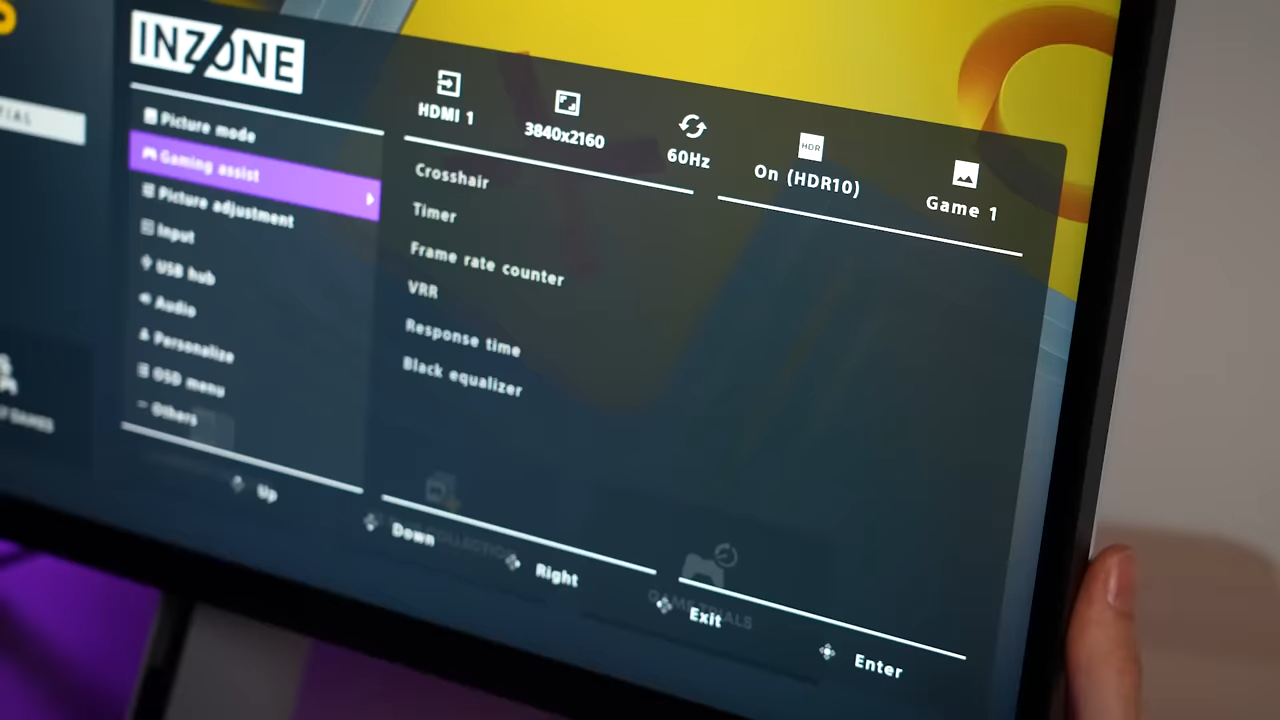 INZONE
HDMI 1
3840x2160
60Hz
HDR
On (HDR10)
Game 1
Picture mode
Gaming assist
Picture adjustment
Input
USB hub
Audio
Personalize
OSD menu
Others
Crosshair
Timer
Frame rate counter
VRR
Response time
Black equalizer
Up
Down
Right
Exit
Enter
GAME TRIALS